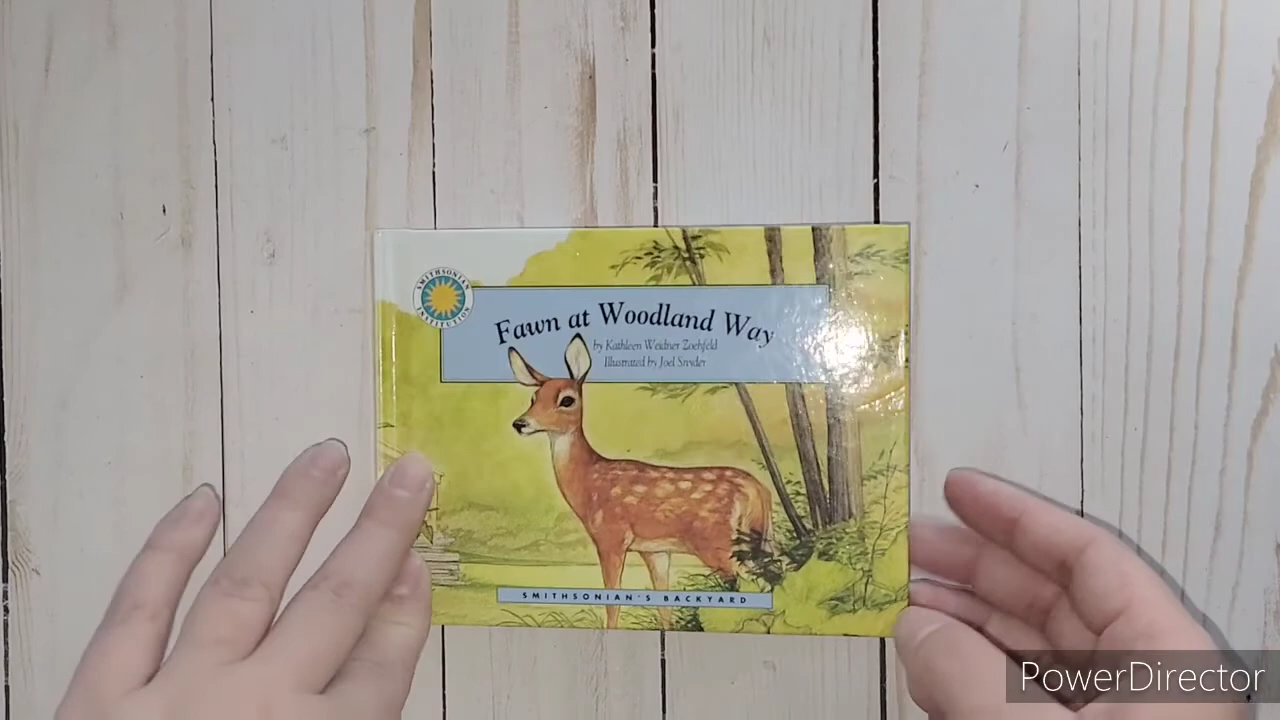 SMITHSONIAN
INSTITUTION
Fawn at Woodland Way
by Kathleen Weidner Zoehfeld
Illustrated by Joel Snyder
SMITHSONIAN'S BACKYARD
PowerDirector